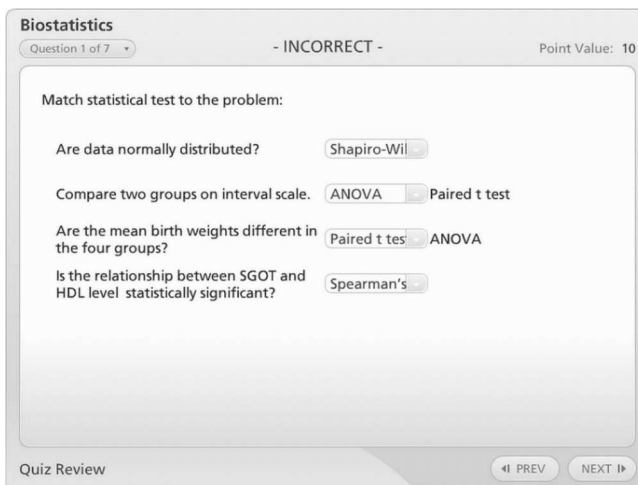 Biostatistics
Question 1 of 7
- INCORRECT -
Point Value: 10
Match statistical test to the problem:
Are data normally distributed? Shapiro-Wil
Compare two groups on interval scale. ANOVA Paired t test
Are the mean birth weights different in
the four groups? Paired t tes ANOVA
Is the relationship between SGOT and
HDL level statistically significant? Spearman's
Quiz Review
PREV
NEXT